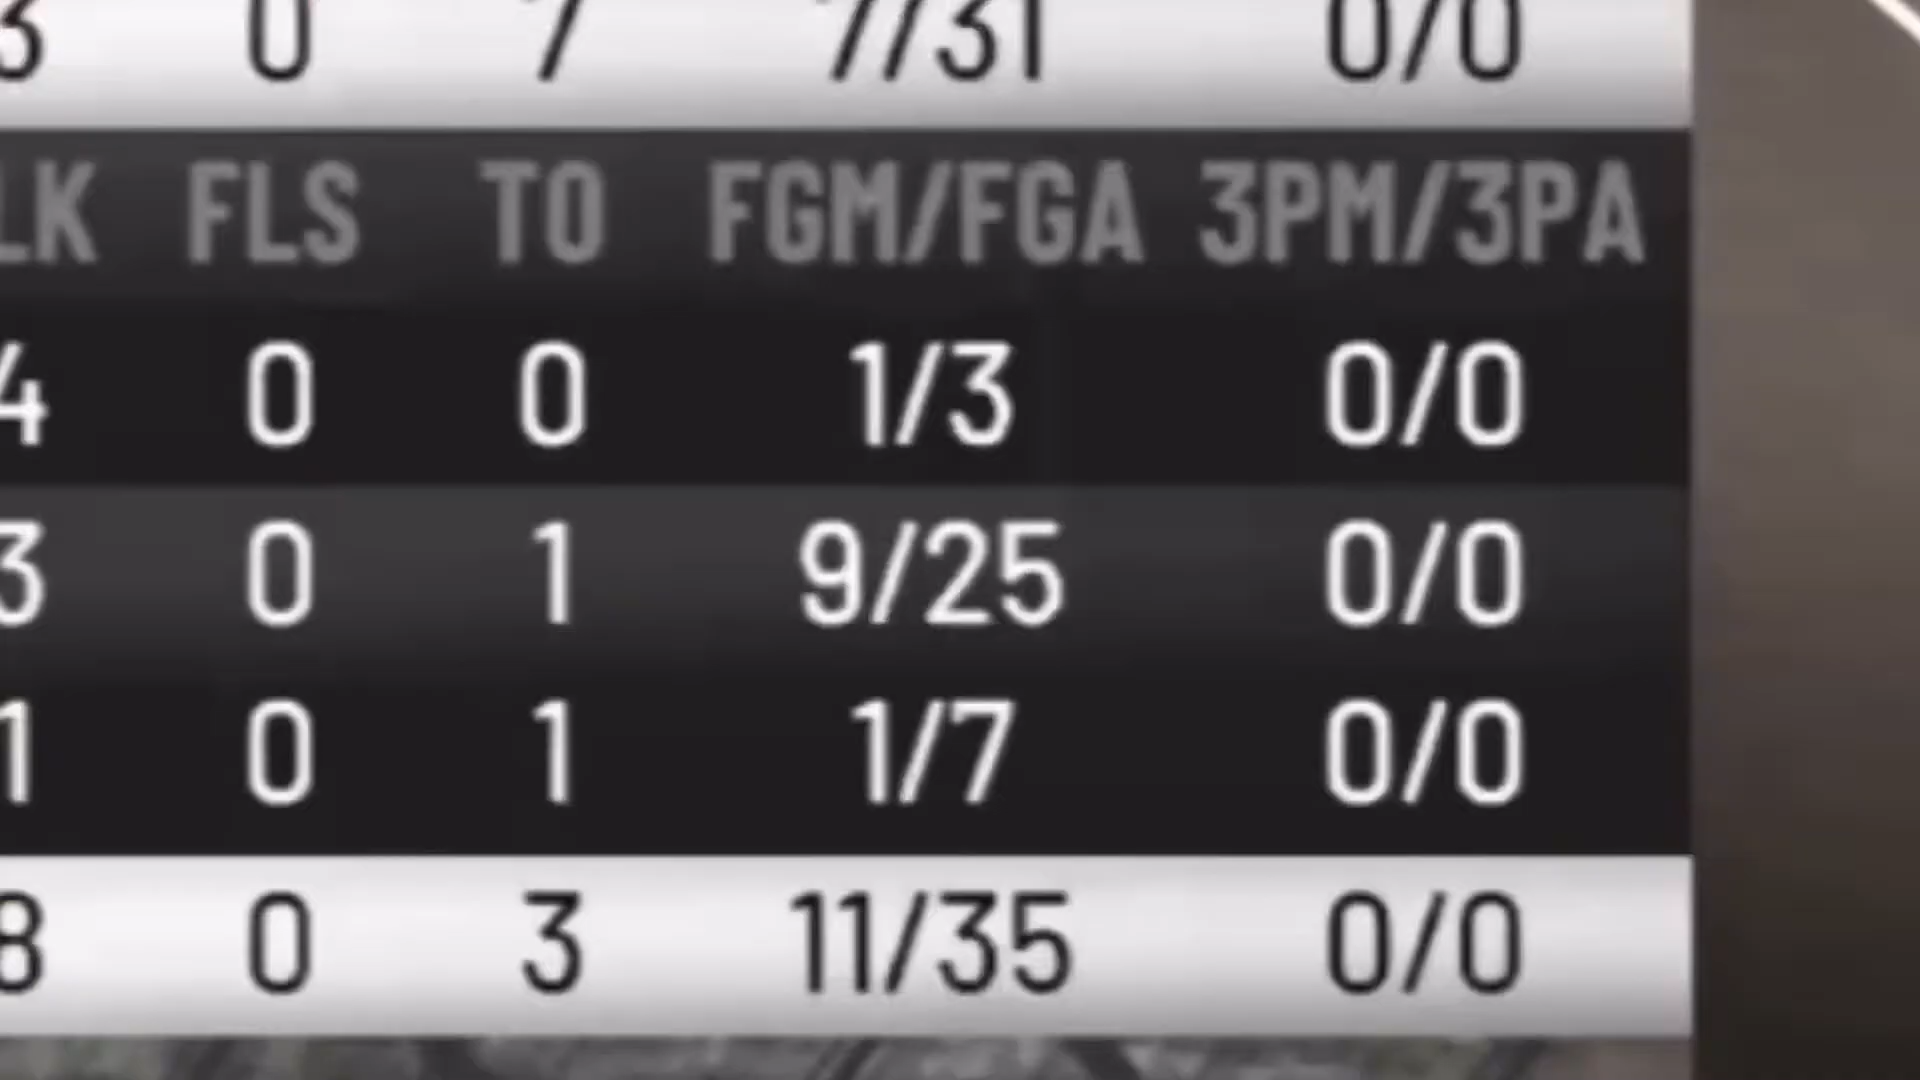 3 0 7 7/31 0/0
LK FLS TO FGM/FGA 3PM/3PA
4 0 0 1/3 0/0
3 0 1 9/25 0/0
1 0 1 1/7 0/0
8 0 3 11/35 0/0